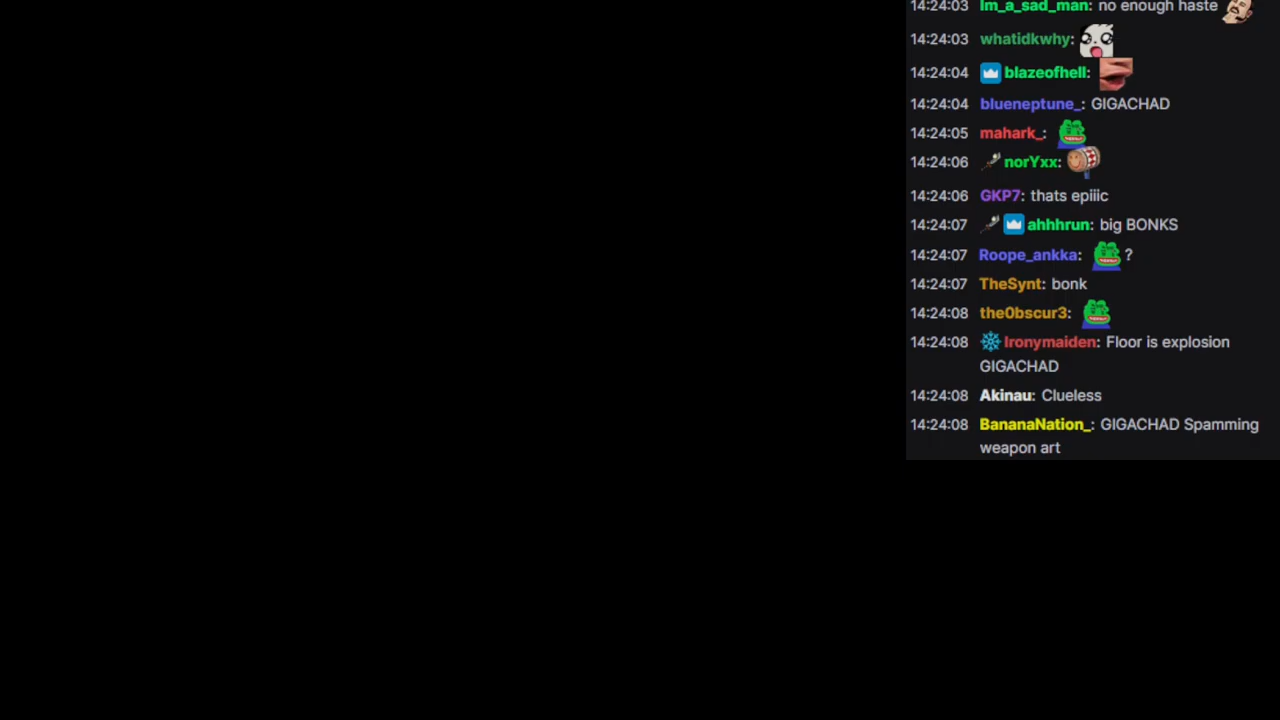 14:24:03 Im_a_sad_man: no enough haste
14:24:03 whatidkwhy:
14:24:04 blazeofhell:
14:24:04 blueneptune_: GIGACHAD
14:24:05 mahark_:
14:24:06 norYxx:
14:24:06 GKP7: thats epiiic
14:24:07 ahhhrun: big BONKS
14:24:07 Roope_ankka: ?
14:24:07 TheSynt: bonk
14:24:08 the0bscur3:
14:24:08 Ironymaiden: Floor is explosion
GIGACHAD
14:24:08 Akinau: Clueless
14:24:08 BananaNation_: GIGACHAD Spamming
weapon art